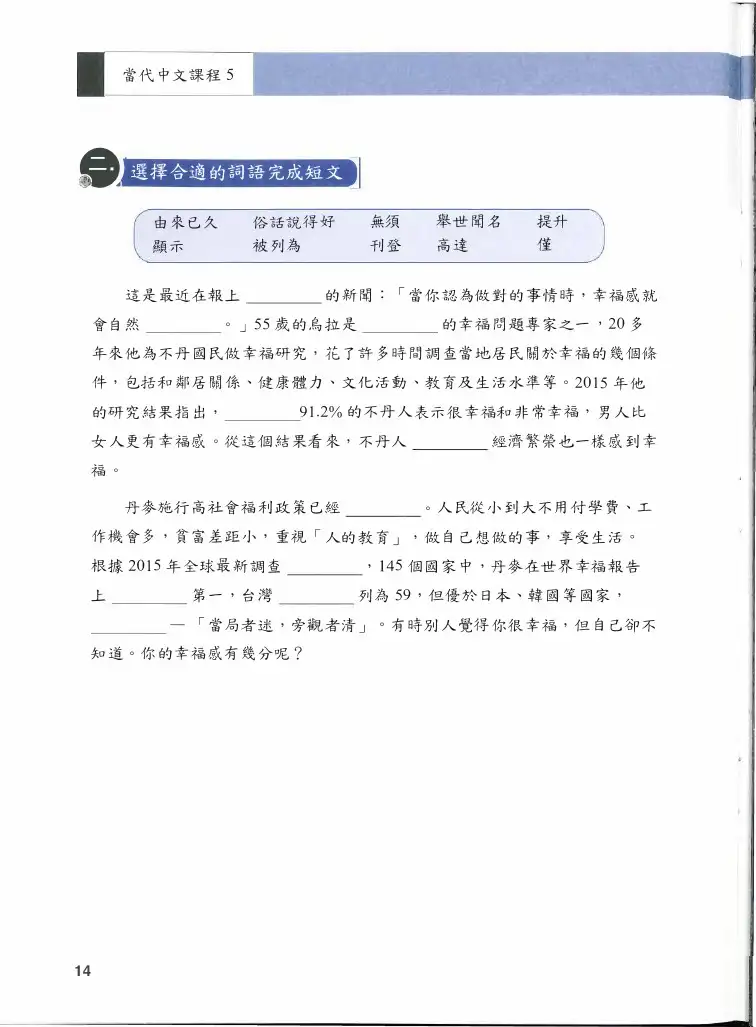 當代中文課程 5
二. 選擇合適的詞語完成短文
由來已久 俗話說得好 無須 舉世聞名 提升
顯示 被列為 刊登 高達 僅
這是最近在報上 ________ 的新聞：「當你認為做對的事情時，幸福感就
會自然 ________。」55 歲的烏拉是 ________ 的幸福問題專家之一，20 多
年來他為不丹國民做幸福研究，花了許多時間調查當地居民關於幸福的幾個條
件，包括和鄰居關係、健康體力、文化活動、教育及生活水準等。2015 年他
的研究結果指出，________91.2% 的不丹人表示很幸福和非常幸福，男人比
女人更有幸福感。從這個結果看來，不丹人 ________ 經濟繁榮也一樣感到幸
福。
丹麥施行高社會福利政策已經 ________。人民從小到大不用付學費、工
作機會多，貧富差距小，重視「人的教育」，做自己想做的事，享受生活。
根據 2015 年全球最新調查 ________，145 個國家中，丹麥在世界幸福報告
上 ________ 第一，台灣 ________ 列為 59，但優於日本、韓國等國家，
________ —「當局者迷，旁觀者清」。有時別人覺得你很幸福，但自己卻不
知道。你的幸福感有幾分呢？
14